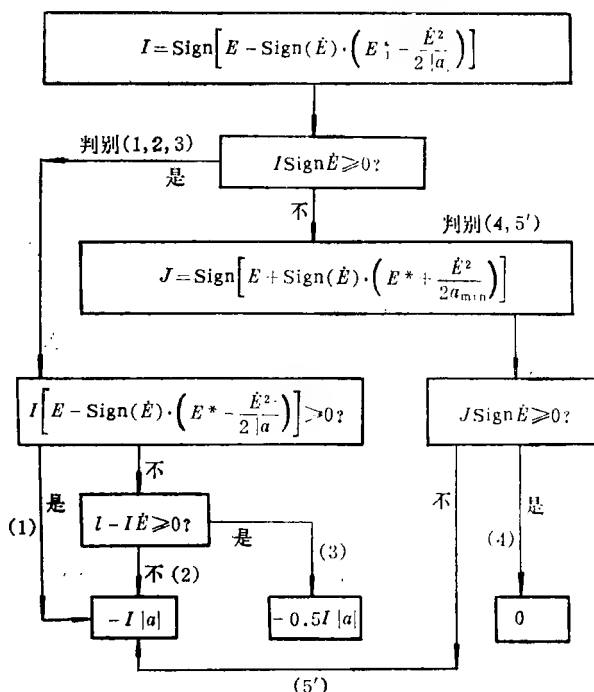 I=Sign[E−Sign(Ė)·(E₁*−Ė²/2|a|)]
判别(1,2,3)
是
ISignĖ⩾0?
不
判别(4,5′)
J=Sign[E+Sign(Ė)·(E*+Ė²/2a_min)]
I[E−Sign(Ė)·(E*−Ė²/2|a|)]⩾0?
JSignĖ⩾0?
(1)
是
不
l−IĖ⩾0?
是
(3)
不
(4)
是
不(2)
−I|a|
−0.5I|a|
0
(5′)